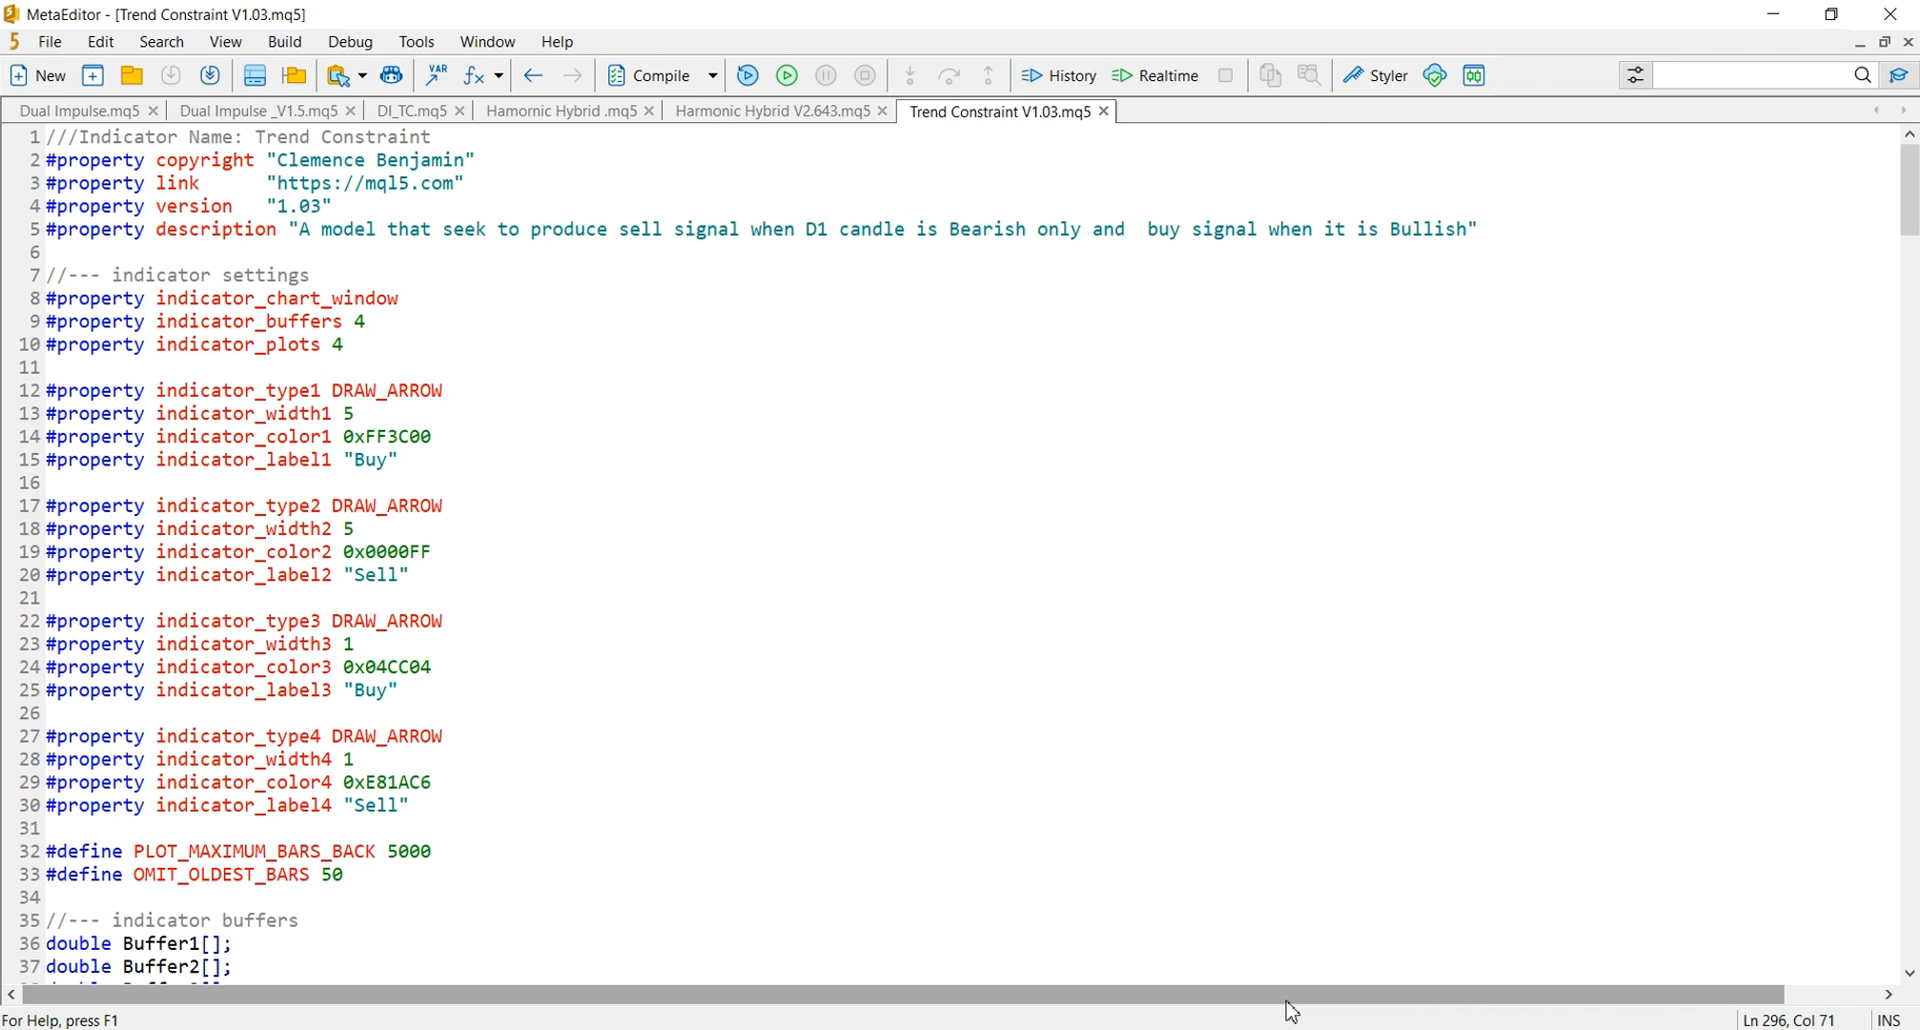 MetaEditor - [Trend Constraint V1.03.mq5]
5 File Edit Search View Build Debug Tools Window Help
New VAR fx Compile History Realtime Styler
Dual Impulse.mq5 Dual Impulse _V1.5.mq5 DI_TC.mq5 Hamornic Hybrid .mq5 Harmonic Hybrid V2.643.mq5 Trend Constraint V1.03.mq5
1 ///Indicator Name: Trend Constraint
2 #property copyright "Clemence Benjamin"
3 #property link      "https://mql5.com"
4 #property version   "1.03"
5 #property description "A model that seek to produce sell signal when D1 candle is Bearish only and  buy signal when it is Bullish"
6
7 //--- indicator settings
8 #property indicator_chart_window
9 #property indicator_buffers 4
10 #property indicator_plots 4
11
12 #property indicator_type1 DRAW_ARROW
13 #property indicator_width1 5
14 #property indicator_color1 0xFF3C00
15 #property indicator_label1 "Buy"
16
17 #property indicator_type2 DRAW_ARROW
18 #property indicator_width2 5
19 #property indicator_color2 0x0000FF
20 #property indicator_label2 "Sell"
21
22 #property indicator_type3 DRAW_ARROW
23 #property indicator_width3 1
24 #property indicator_color3 0x04CC04
25 #property indicator_label3 "Buy"
26
27 #property indicator_type4 DRAW_ARROW
28 #property indicator_width4 1
29 #property indicator_color4 0xE81AC6
30 #property indicator_label4 "Sell"
31
32 #define PLOT_MAXIMUM_BARS_BACK 5000
33 #define OMIT_OLDEST_BARS 50
34
35 //--- indicator buffers
36 double Buffer1[];
37 double Buffer2[];
For Help, press F1 Ln 296, Col 71 INS